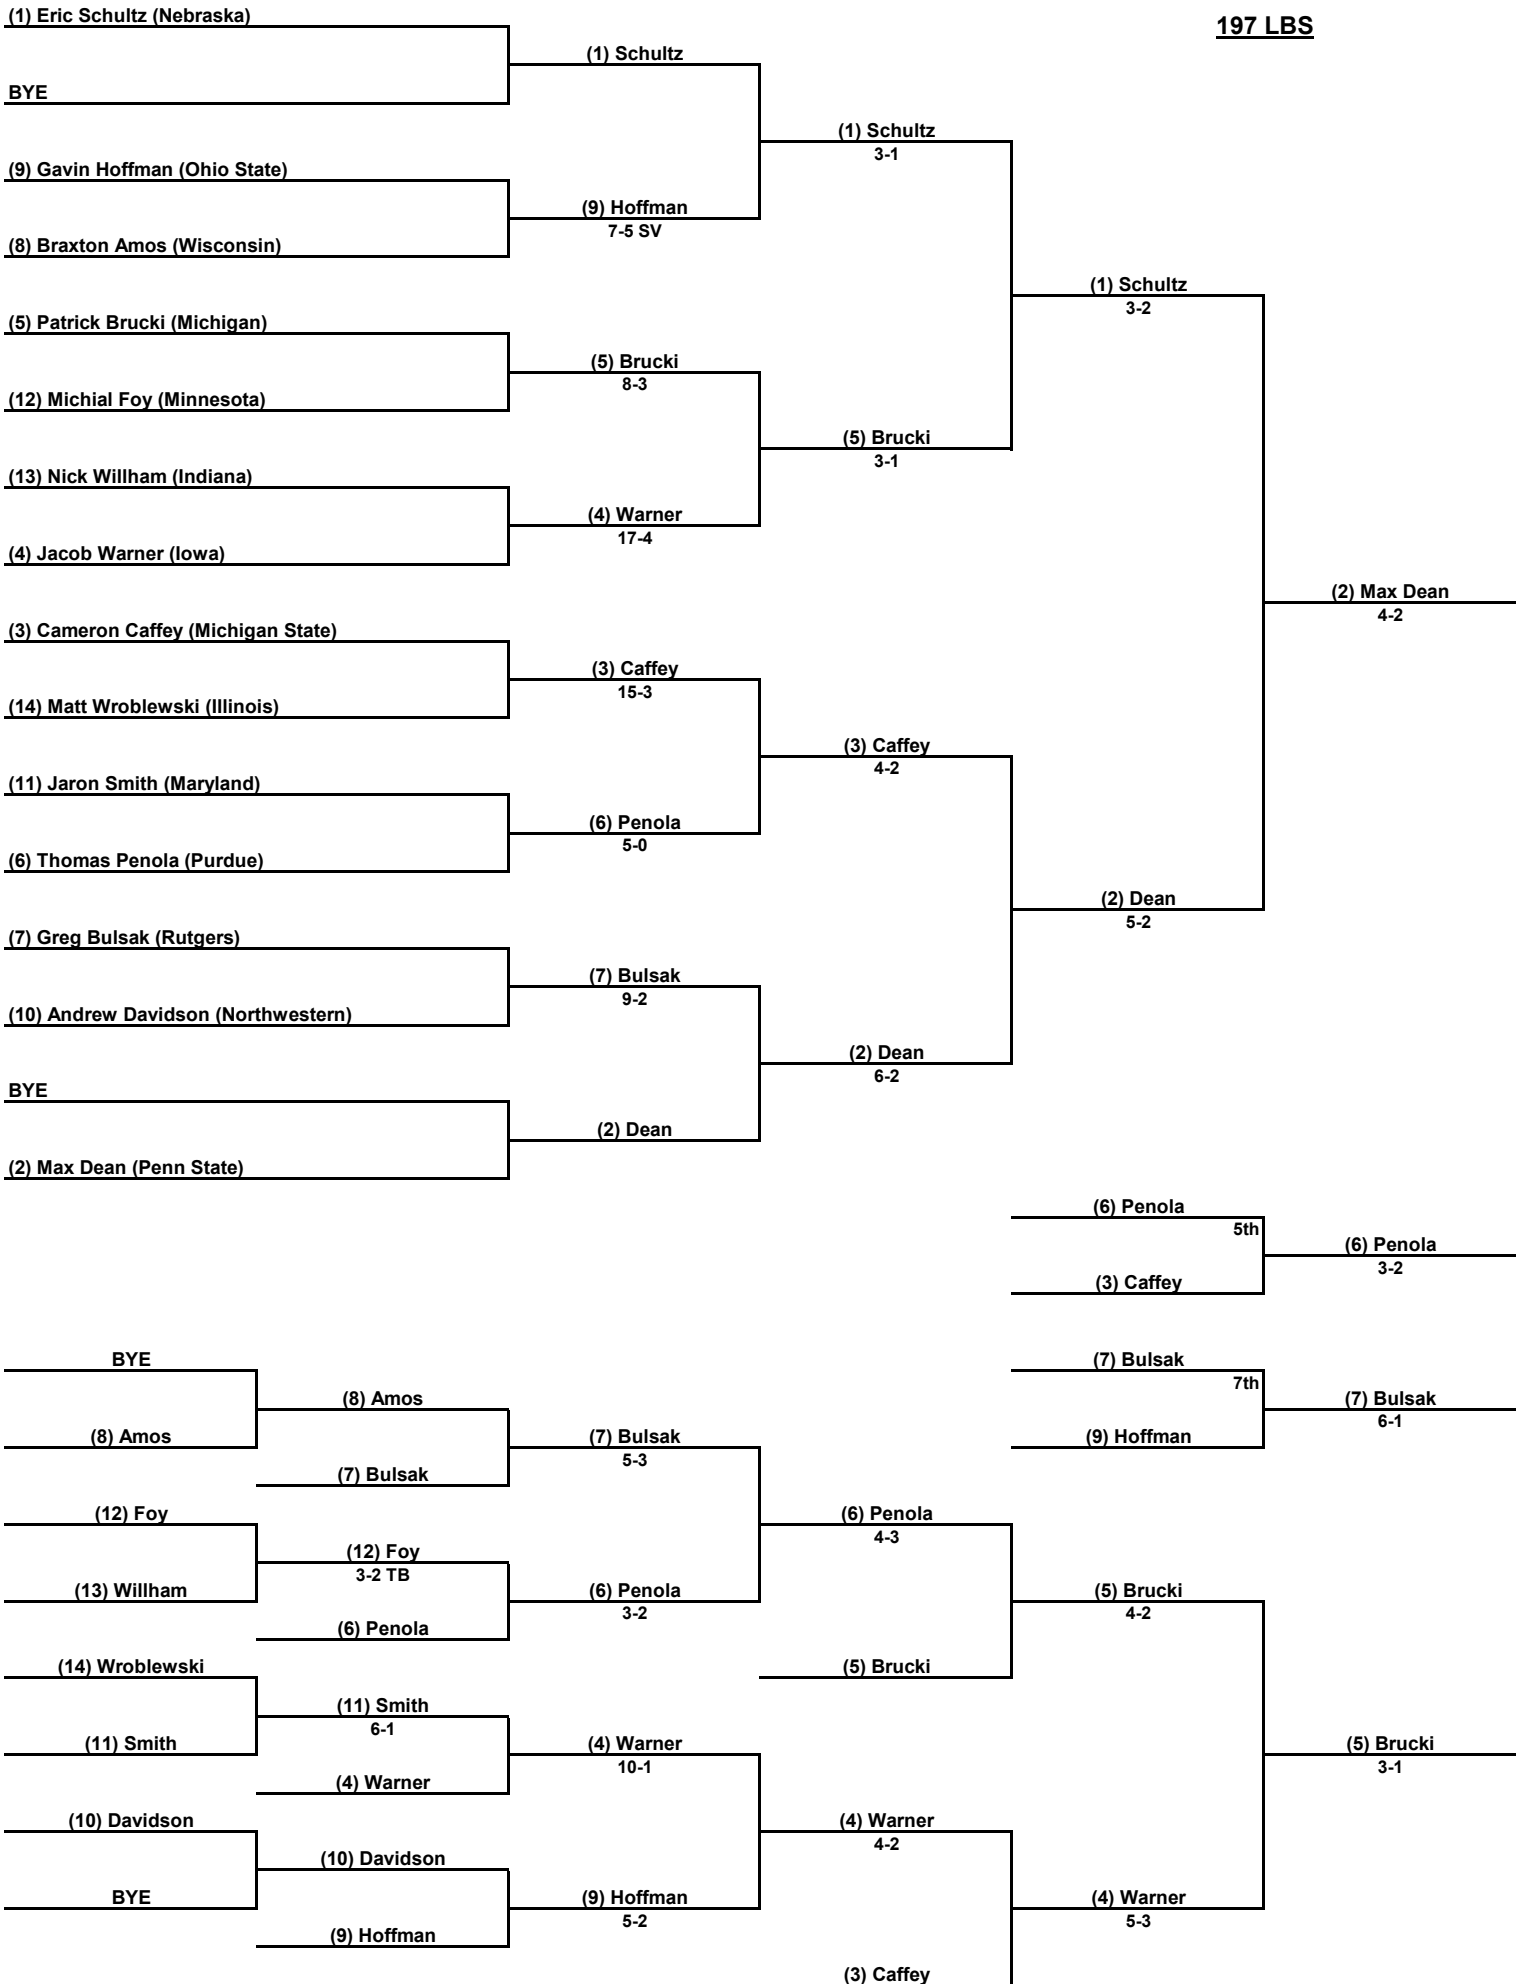 (1) Eric Schultz (Nebraska)
197 LBS
(1) Schultz
BYE
(1) Schultz
3-1
(9) Gavin Hoffman (Ohio State)
(9) Hoffman
7-5 SV
(8) Braxton Amos (Wisconsin)
(1) Schultz
3-2
(5) Patrick Brucki (Michigan)
(5) Brucki
8-3
(12) Michial Foy (Minnesota)
(5) Brucki
3-1
(13) Nick Willham (Indiana)
(4) Warner
17-4
(4) Jacob Warner (Iowa)
(2) Max Dean
4-2
(3) Cameron Caffey (Michigan State)
(3) Caffey
15-3
(14) Matt Wroblewski (Illinois)
(3) Caffey
4-2
(11) Jaron Smith (Maryland)
(6) Penola
5-0
(6) Thomas Penola (Purdue)
(2) Dean
5-2
(7) Greg Bulsak (Rutgers)
(7) Bulsak
9-2
(10) Andrew Davidson (Northwestern)
(2) Dean
6-2
BYE
(2) Dean
(2) Max Dean (Penn State)
(6) Penola
5th
(6) Penola
3-2
(3) Caffey
BYE
(7) Bulsak
7th
(8) Amos
(7) Bulsak
6-1
(8) Amos
(7) Bulsak
5-3
(9) Hoffman
(7) Bulsak
(12) Foy
(6) Penola
4-3
(12) Foy
3-2 TB
(13) Willham
(6) Penola
3-2
(5) Brucki
4-2
(6) Penola
(14) Wroblewski
(5) Brucki
(11) Smith
6-1
(11) Smith
(4) Warner
10-1
(5) Brucki
3-1
(4) Warner
(10) Davidson
(4) Warner
4-2
(10) Davidson
BYE
(9) Hoffman
5-2
(4) Warner
5-3
(9) Hoffman
(3) Caffey